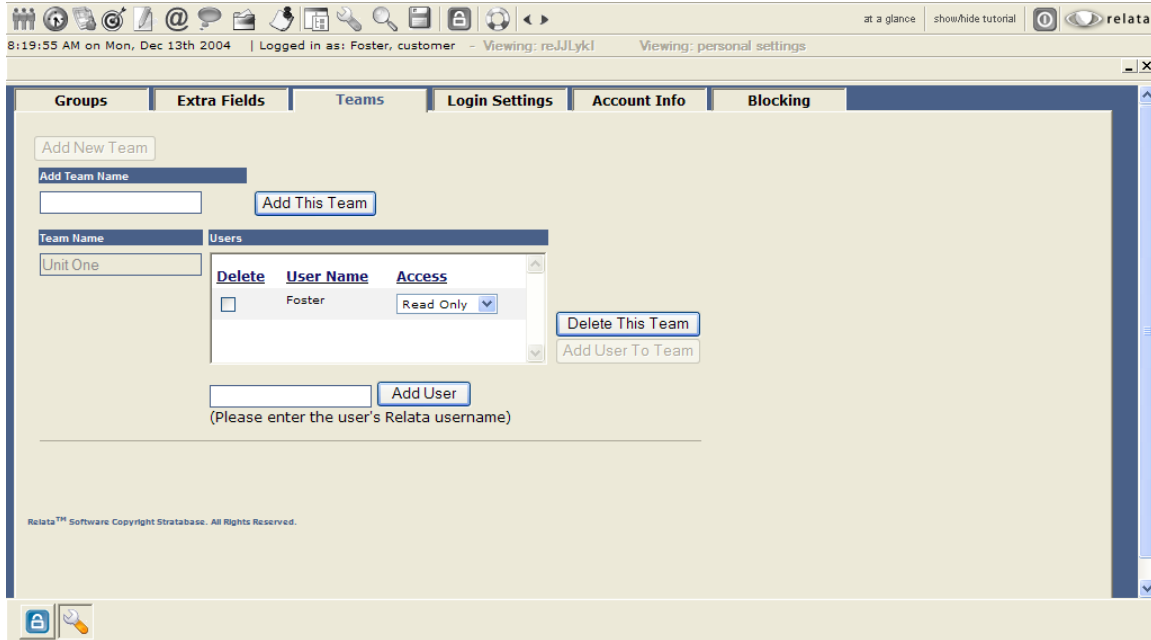 at a glance show/hide tutorial relata
8:19:55 AM on Mon, Dec 13th 2004 | Logged in as: Foster, customer - Viewing: reJJLykl Viewing: personal settings
Groups Extra Fields Teams Login Settings Account Info Blocking
Add New Team
Add Team Name
Add This Team
Team Name Users
Unit One
Delete User Name Access
Foster Read Only
Delete This Team
Add User To Team
Add User
(Please enter the user's Relata username)
Relata™ Software Copyright Stratabase. All Rights Reserved.